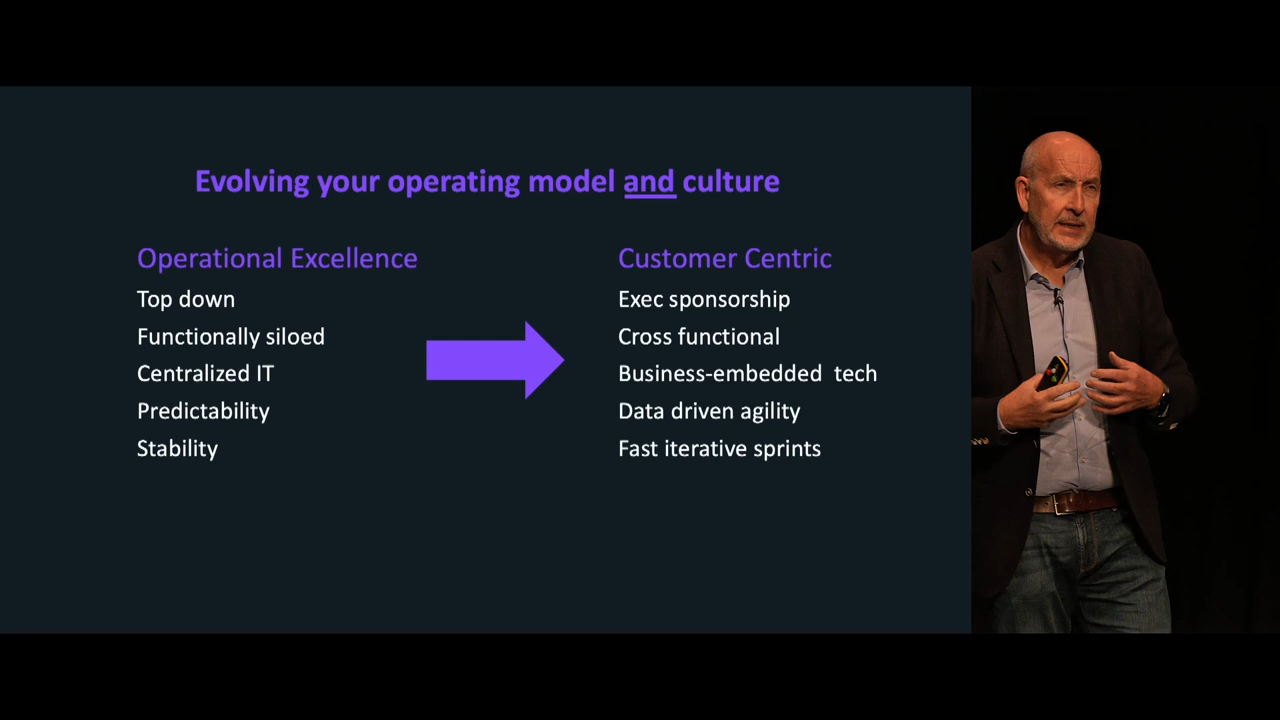 Evolving your operating model and culture
Operational Excellence
Top down
Functionally siloed
Centralized IT
Predictability
Stability
Customer Centric
Exec sponsorship
Cross functional
Business-embedded  tech
Data driven agility
Fast iterative sprints